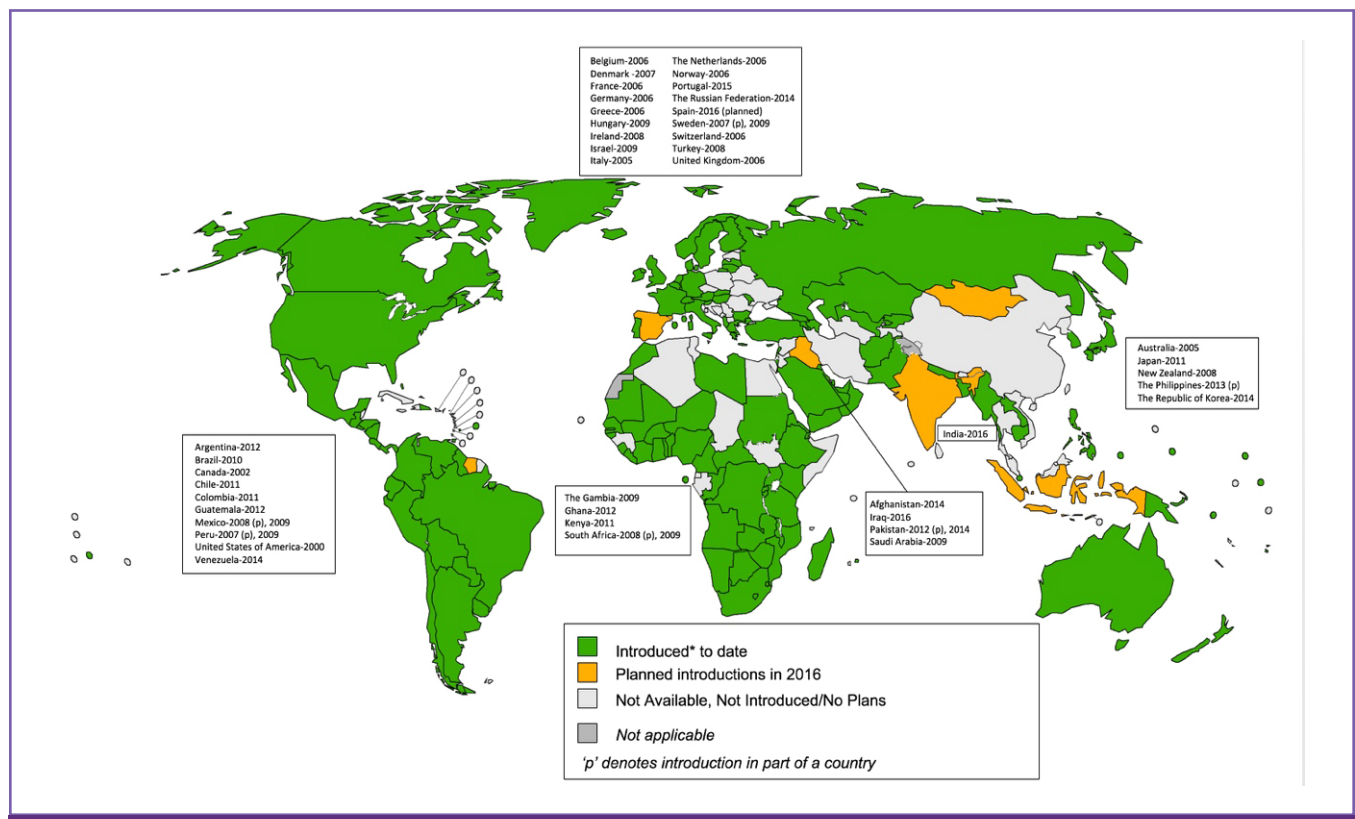 Belgium-2006
Denmark -2007
France-2006
Germany-2006
Greece-2006
Hungary-2009
Ireland-2008
Israel-2009
Italy-2005
The Netherlands-2006
Norway-2006
Portugal-2015
The Russian Federation-2014
Spain-2016 (planned)
Sweden-2007 (p), 2009
Switzerland-2006
Turkey-2008
United Kingdom-2006
Australia-2005
Japan-2011
New Zealand-2008
The Philippines-2013 (p)
The Republic of Korea-2014
India-2016
Argentina-2012
Brazil-2010
Canada-2002
Chile-2011
Colombia-2011
Guatemala-2012
Mexico-2008 (p), 2009
Peru-2007 (p), 2009
United States of America-2000
Venezuela-2014
The Gambia-2009
Ghana-2012
Kenya-2011
South Africa-2008 (p), 2009
Afghanistan-2014
Iraq-2016
Pakistan-2012 (p), 2014
Saudi Arabia-2009
Introduced* to date
Planned introductions in 2016
Not Available, Not Introduced/No Plans
Not applicable
‘p’ denotes introduction in part of a country